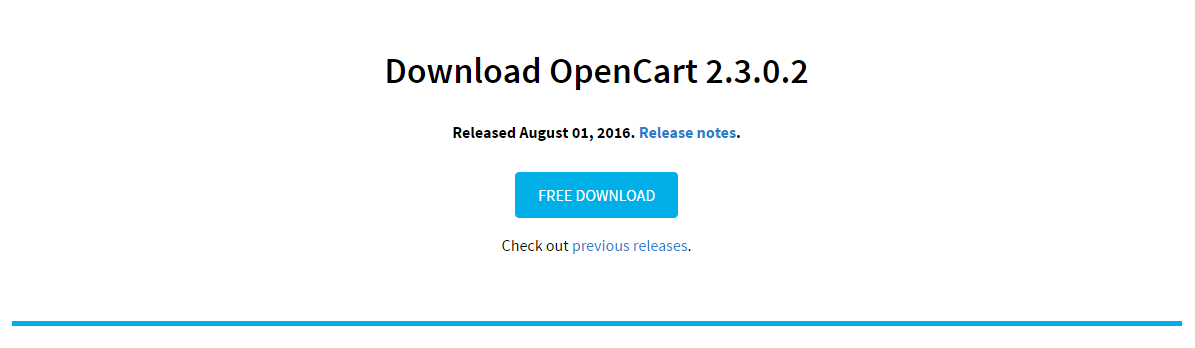 Download OpenCart 2.3.0.2
Released August 01, 2016. Release notes.
FREE DOWNLOAD
Check out previous releases.